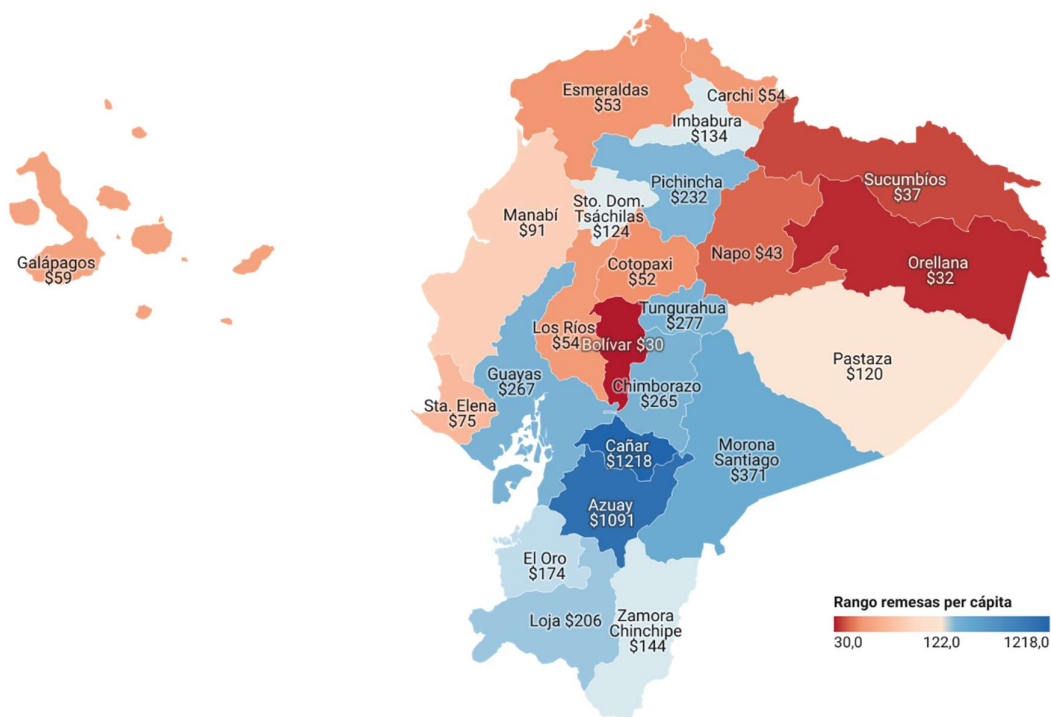 Esmeraldas
$53
Carchi $54
Imbabura
$134
Sucumbíos
$37
Pichincha
$232
Sto. Dom.
Tsáchilas
$124
Manabí
$91
Napo $43
Orellana
$32
Galápagos
$59
Cotopaxi
$52
Tungurahua
$277
Los Ríos
$54
Bolívar $30
Pastaza
$120
Guayas
$267
Chimborazo
$265
Sta. Elena
$75
Cañar
$1218
Morona
Santiago
$371
Azuay
$1091
El Oro
$174
Loja $206
Zamora
Chinchipe
$144
Rango remesas per cápita
30,0 122,0 1218,0